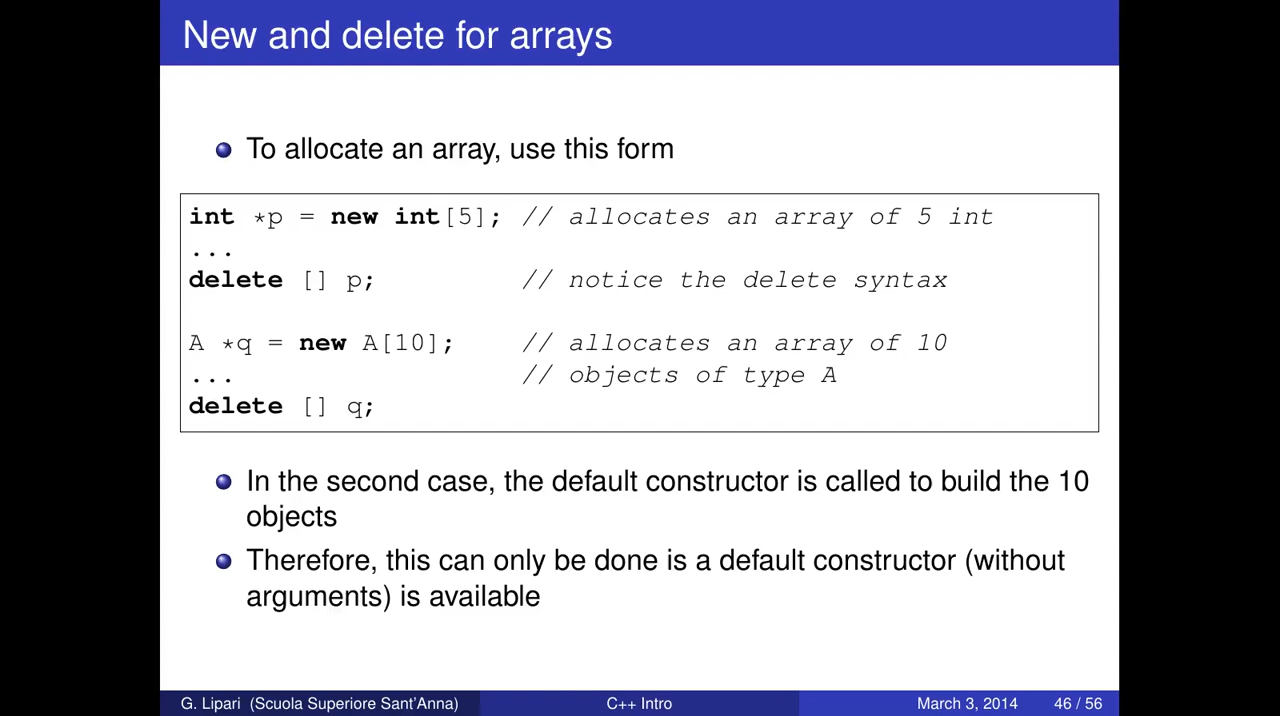 New and delete for arrays
To allocate an array, use this form
int *p = new int[5]; // allocates an array of 5 int
...
delete [] p; // notice the delete syntax
A *q = new A[10]; // allocates an array of 10
... // objects of type A
delete [] q;
In the second case, the default constructor is called to build the 10
objects
Therefore, this can only be done is a default constructor (without
arguments) is available
G. Lipari (Scuola Superiore Sant'Anna) C++ Intro March 3, 2014 46 / 56